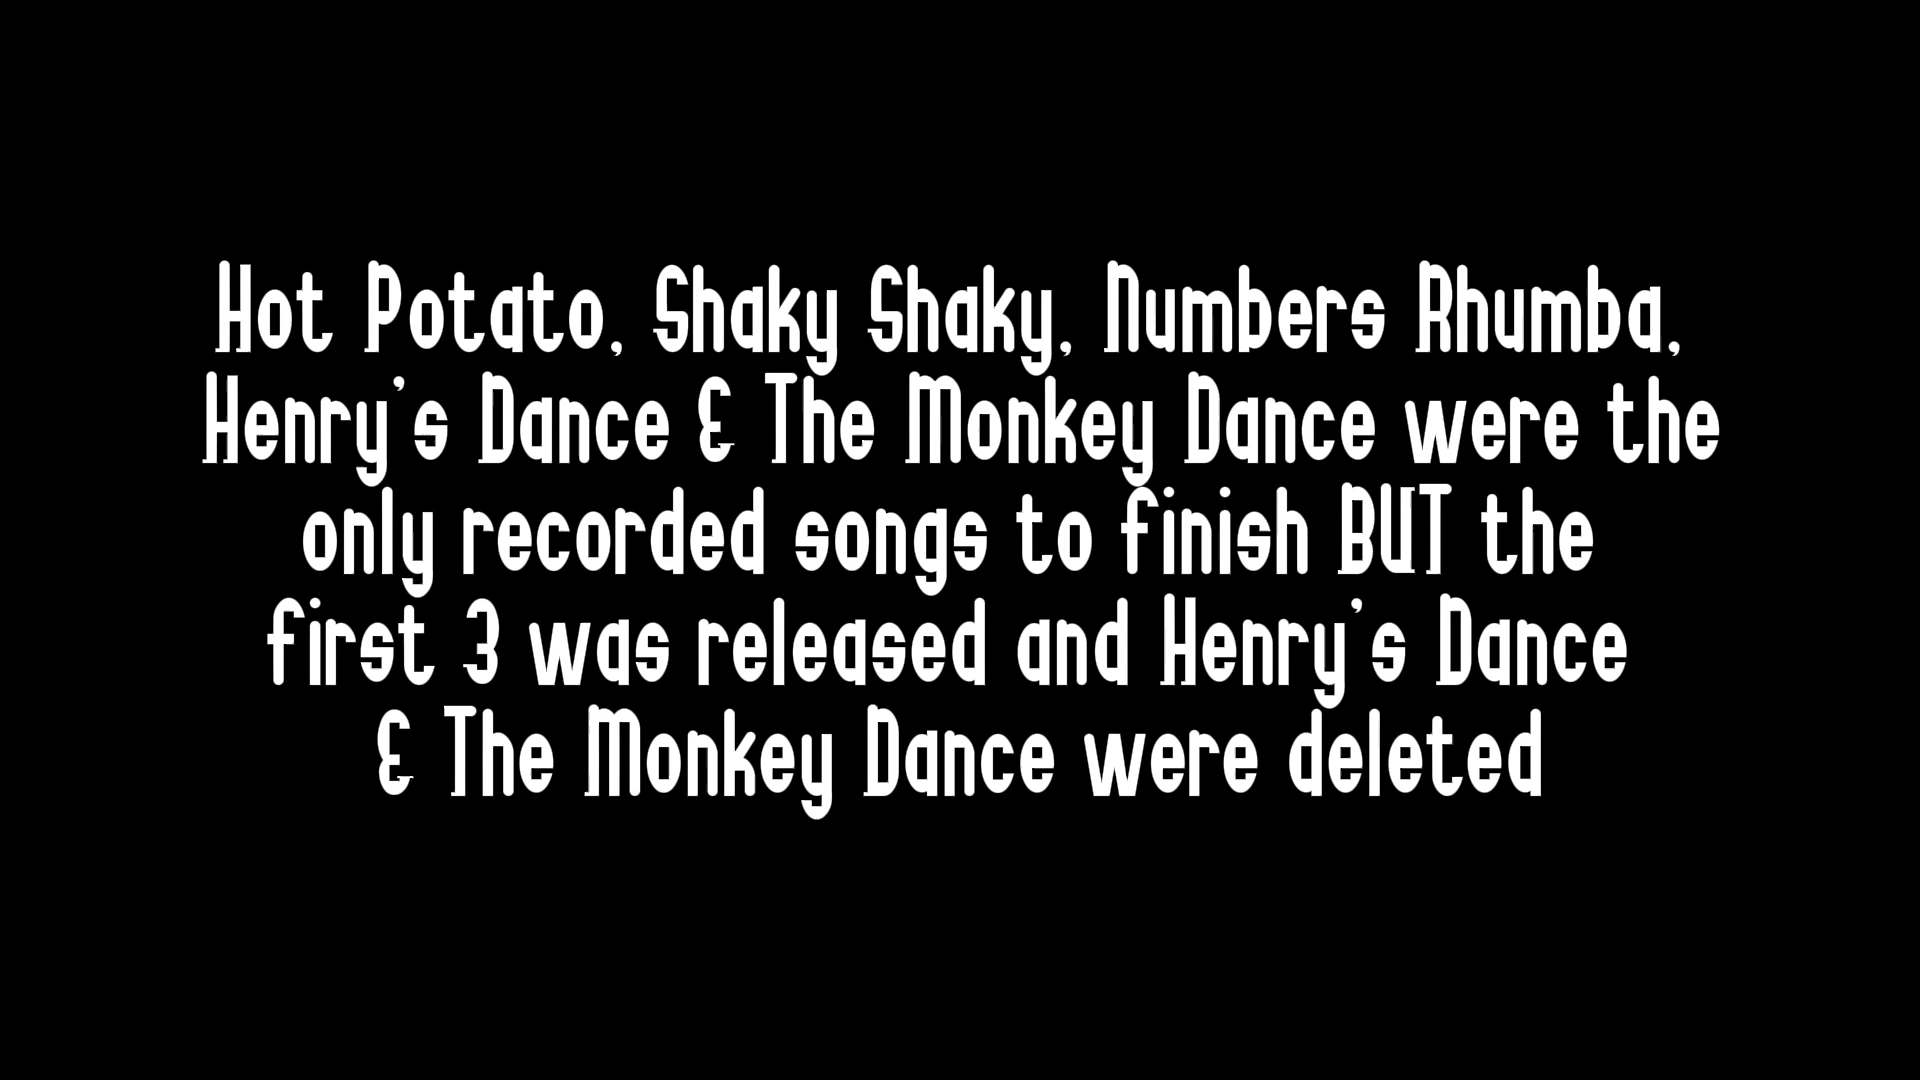 Hot Potato, Shaky Shaky, Numbers Rhumba,
Henry's Dance & The Monkey Dance were the
only recorded songs to finish BUT the
first 3 was released and Henry's Dance
& The Monkey Dance were deleted